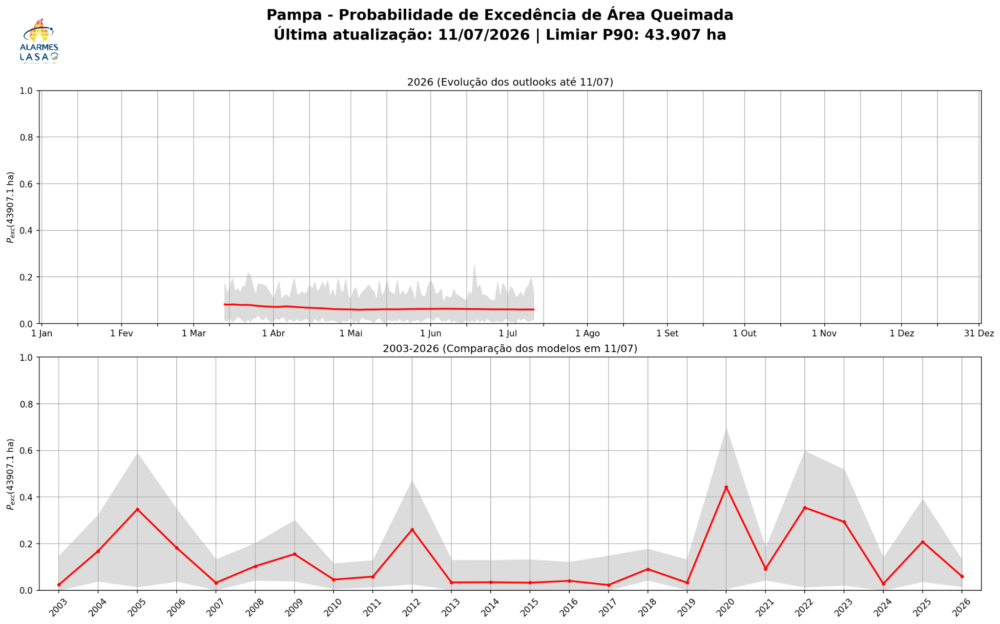 Pampa - Probabilidade de Excedência de Área Queimada
Última atualização: 11/07/2026 | Limiar P90: 43.907 ha
ALARMES
LASA
2026 (Evolução dos outlooks até 11/07)
P_exc(43907.1 ha)
1.0
0.8
0.6
0.4
0.2
0.0
1 Jan 1 Fev 1 Mar 1 Abr 1 Mai 1 Jun 1 Jul 1 Ago 1 Set 1 Out 1 Nov 1 Dez 31 Dez
2003-2026 (Comparação dos modelos em 11/07)
P_exc(43907.1 ha)
1.0
0.8
0.6
0.4
0.2
0.0
2003 2004 2005 2006 2007 2008 2009 2010 2011 2012 2013 2014 2015 2016 2017 2018 2019 2020 2021 2022 2023 2024 2025 2026